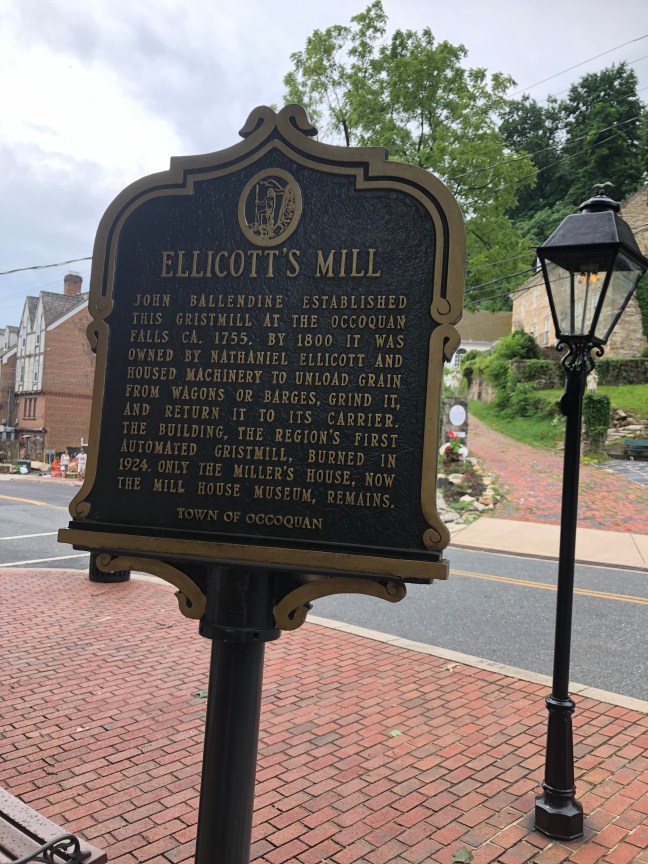 ELLICOTT'S MILL
JOHN BALLENDINE ESTABLISHED
THIS GRISTMILL AT THE OCCOQUAN
FALLS CA. 1755. BY 1800 IT WAS
OWNED BY NATHANIEL ELLICOTT AND
HOUSED MACHINERY TO UNLOAD GRAIN
FROM WAGONS OR BARGES, GRIND IT,
AND RETURN IT TO ITS CARRIER.
THE BUILDING, THE REGION'S FIRST
AUTOMATED GRISTMILL, BURNED IN
1924. ONLY THE MILLER'S HOUSE, NOW
THE MILL HOUSE MUSEUM, REMAINS.
TOWN OF OCCOQUAN